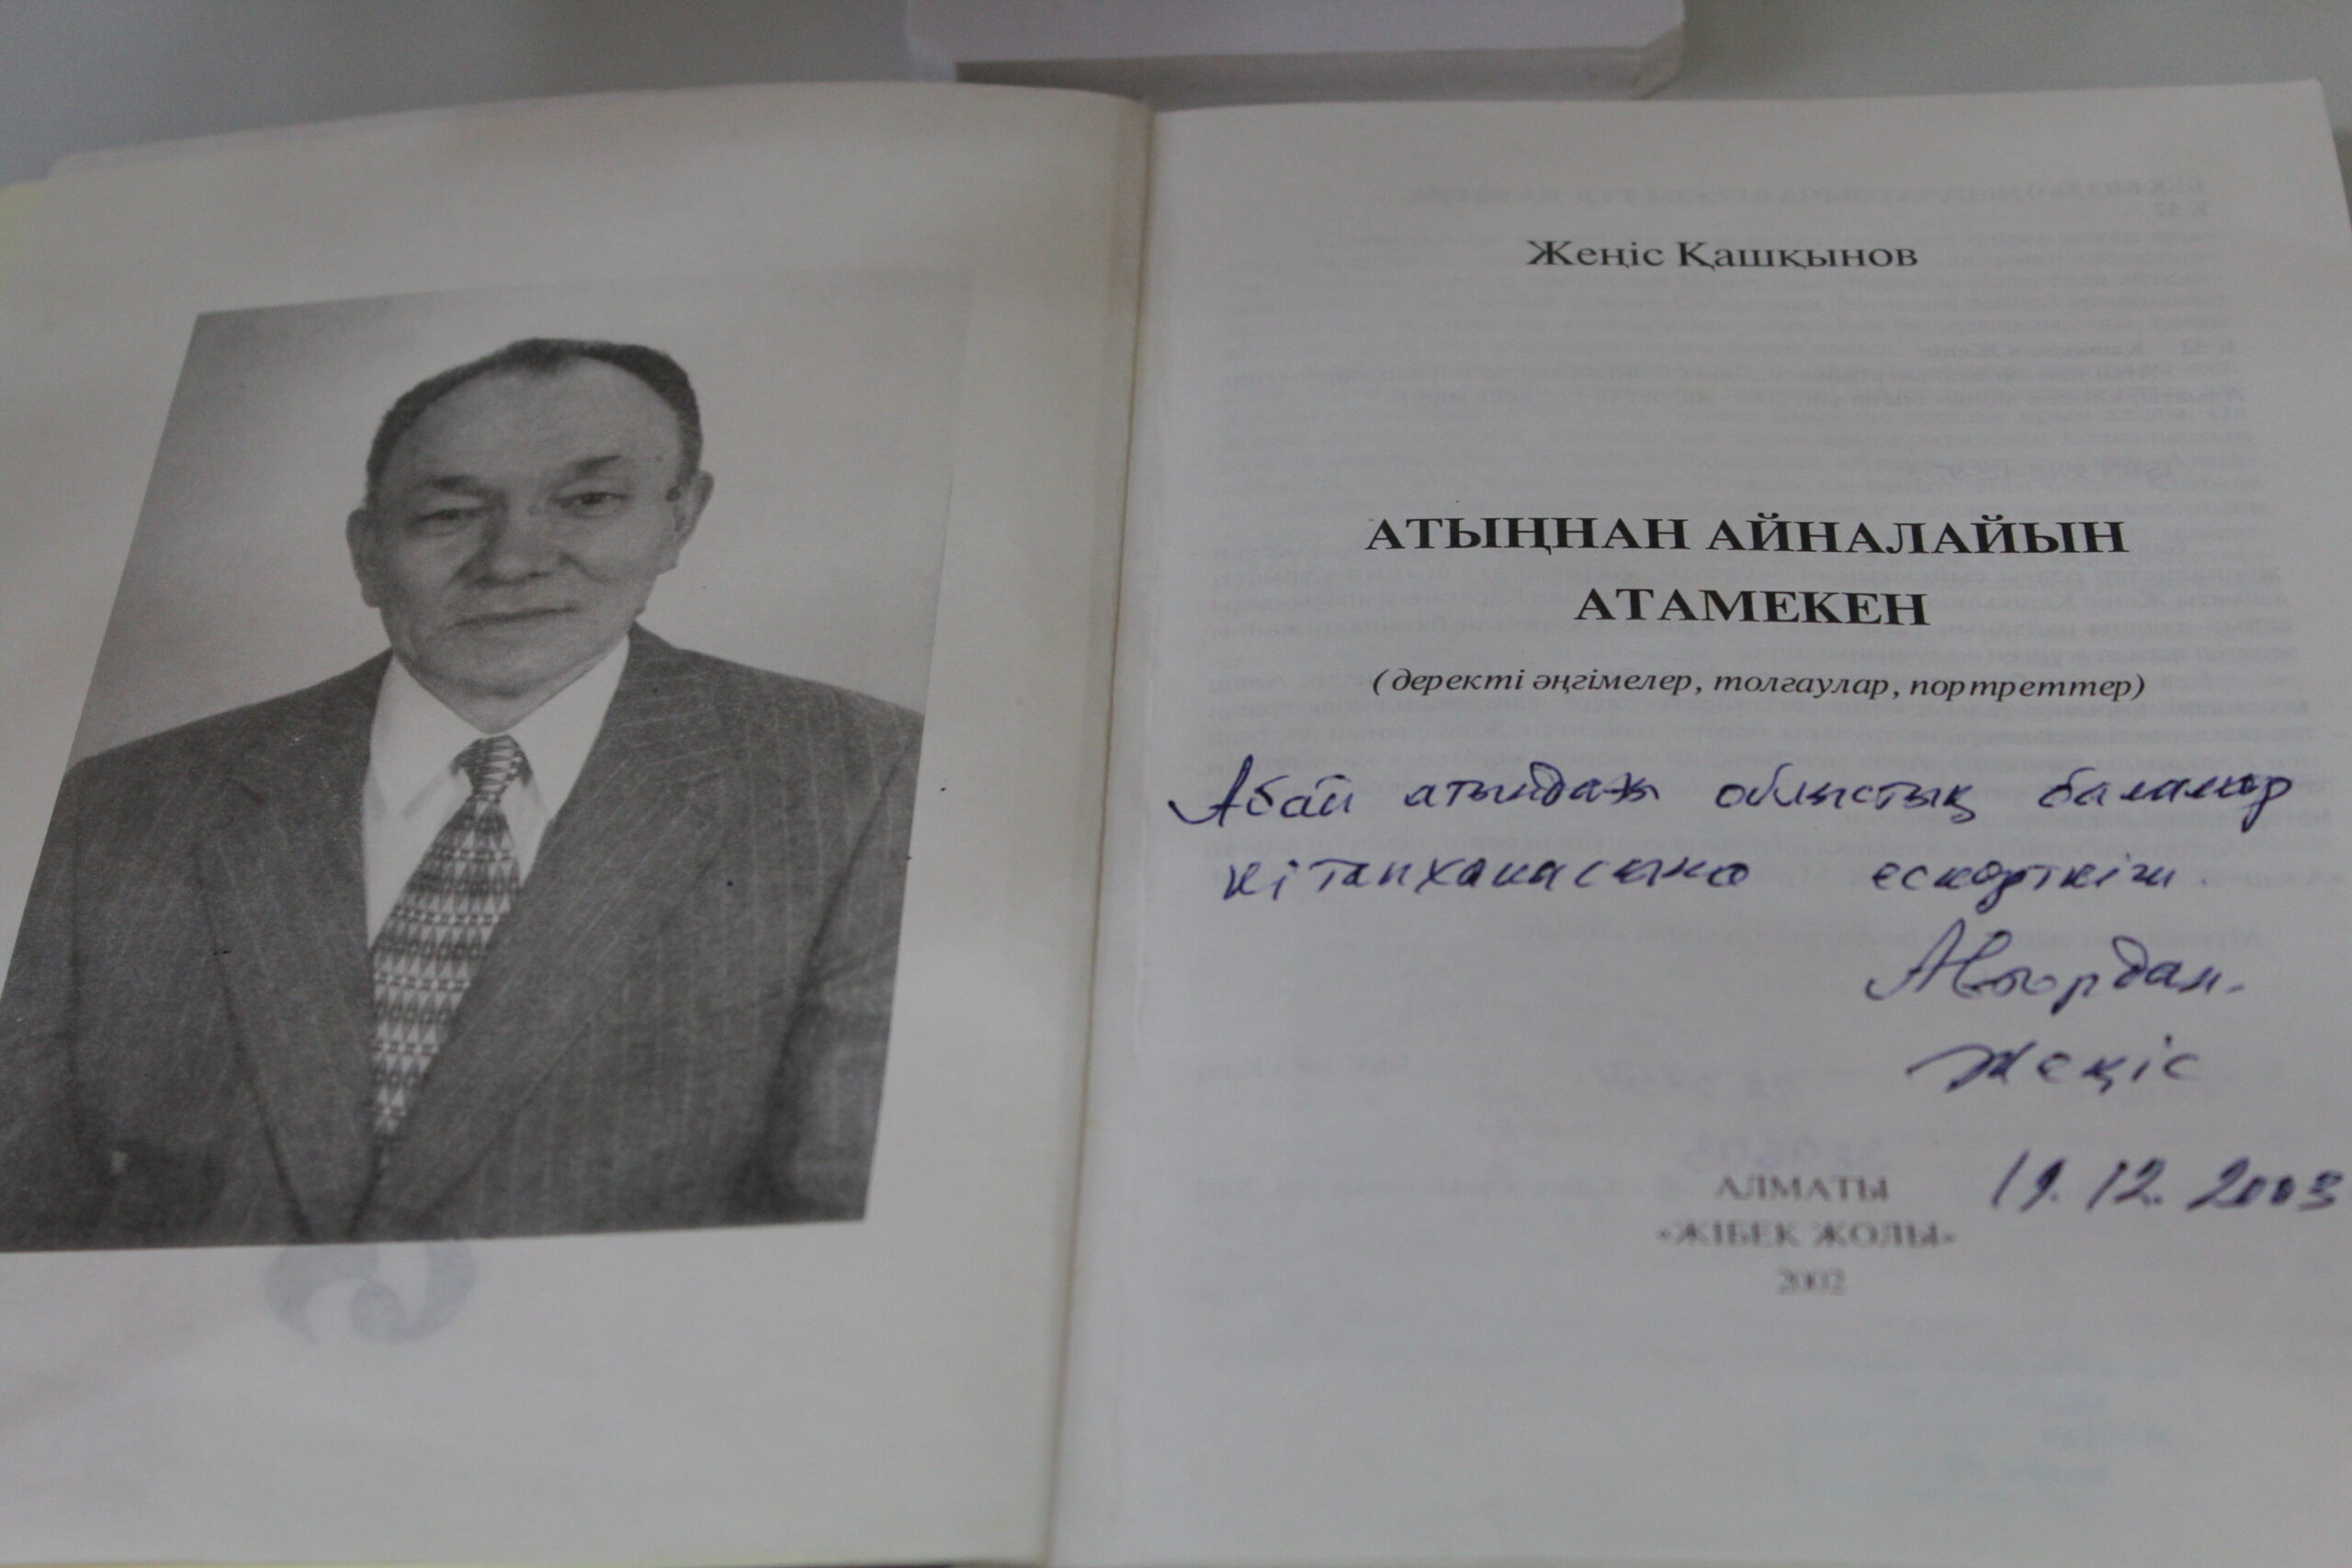 Жеңіс Қашқынов
АТЫҢНАН АЙНАЛАЙЫН
АТАМЕКЕН
(деректі әңгімелер, толғаулар, портреттер)
Абай атындағы облыстық балалар
кітапханасына ескерткіш.
Автордан.
Жеңіс
19.12.2003
АЛМАТЫ
«ЖІБЕК ЖОЛЫ»
2002